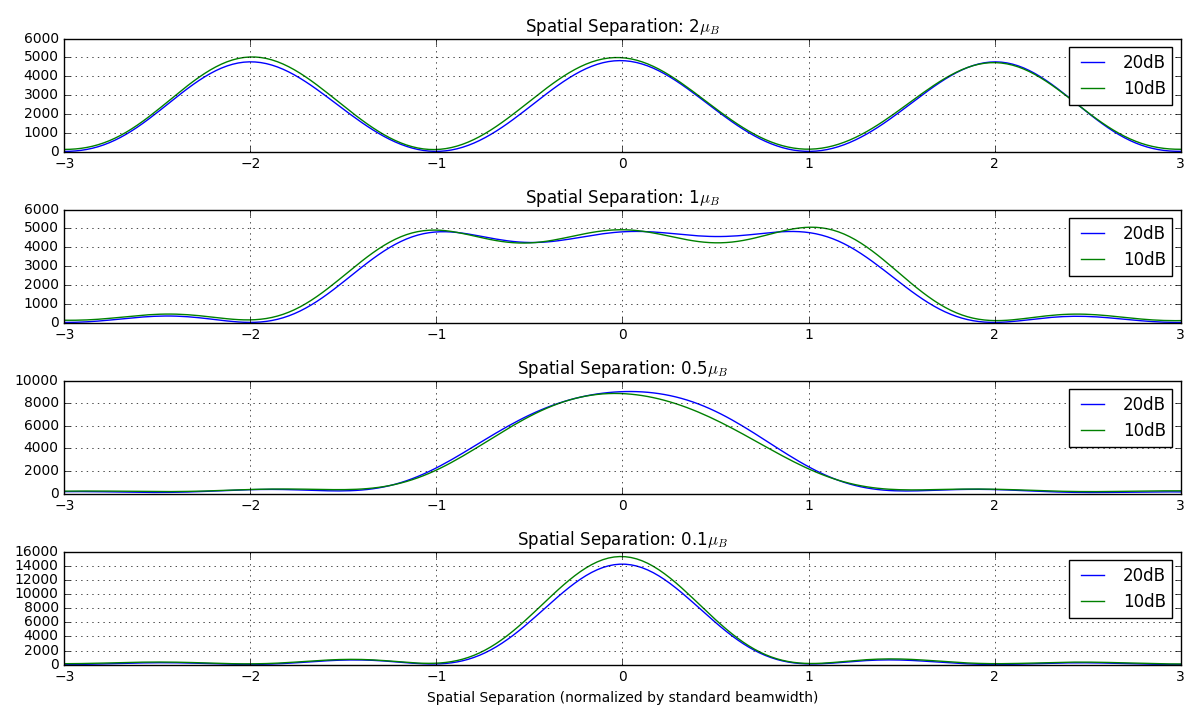 Spatial Separation: 2μB
6000
5000
4000
3000
2000
1000
0
−3 −2 −1 0 1 2 3
20dB
10dB
Spatial Separation: 1μB
6000
5000
4000
3000
2000
1000
0
−3 −2 −1 0 1 2 3
20dB
10dB
Spatial Separation: 0.5μB
10000
8000
6000
4000
2000
0
−3 −2 −1 0 1 2 3
20dB
10dB
Spatial Separation: 0.1μB
16000
14000
12000
10000
8000
6000
4000
2000
0
−3 −2 −1 0 1 2 3
20dB
10dB
Spatial Separation (normalized by standard beamwidth)